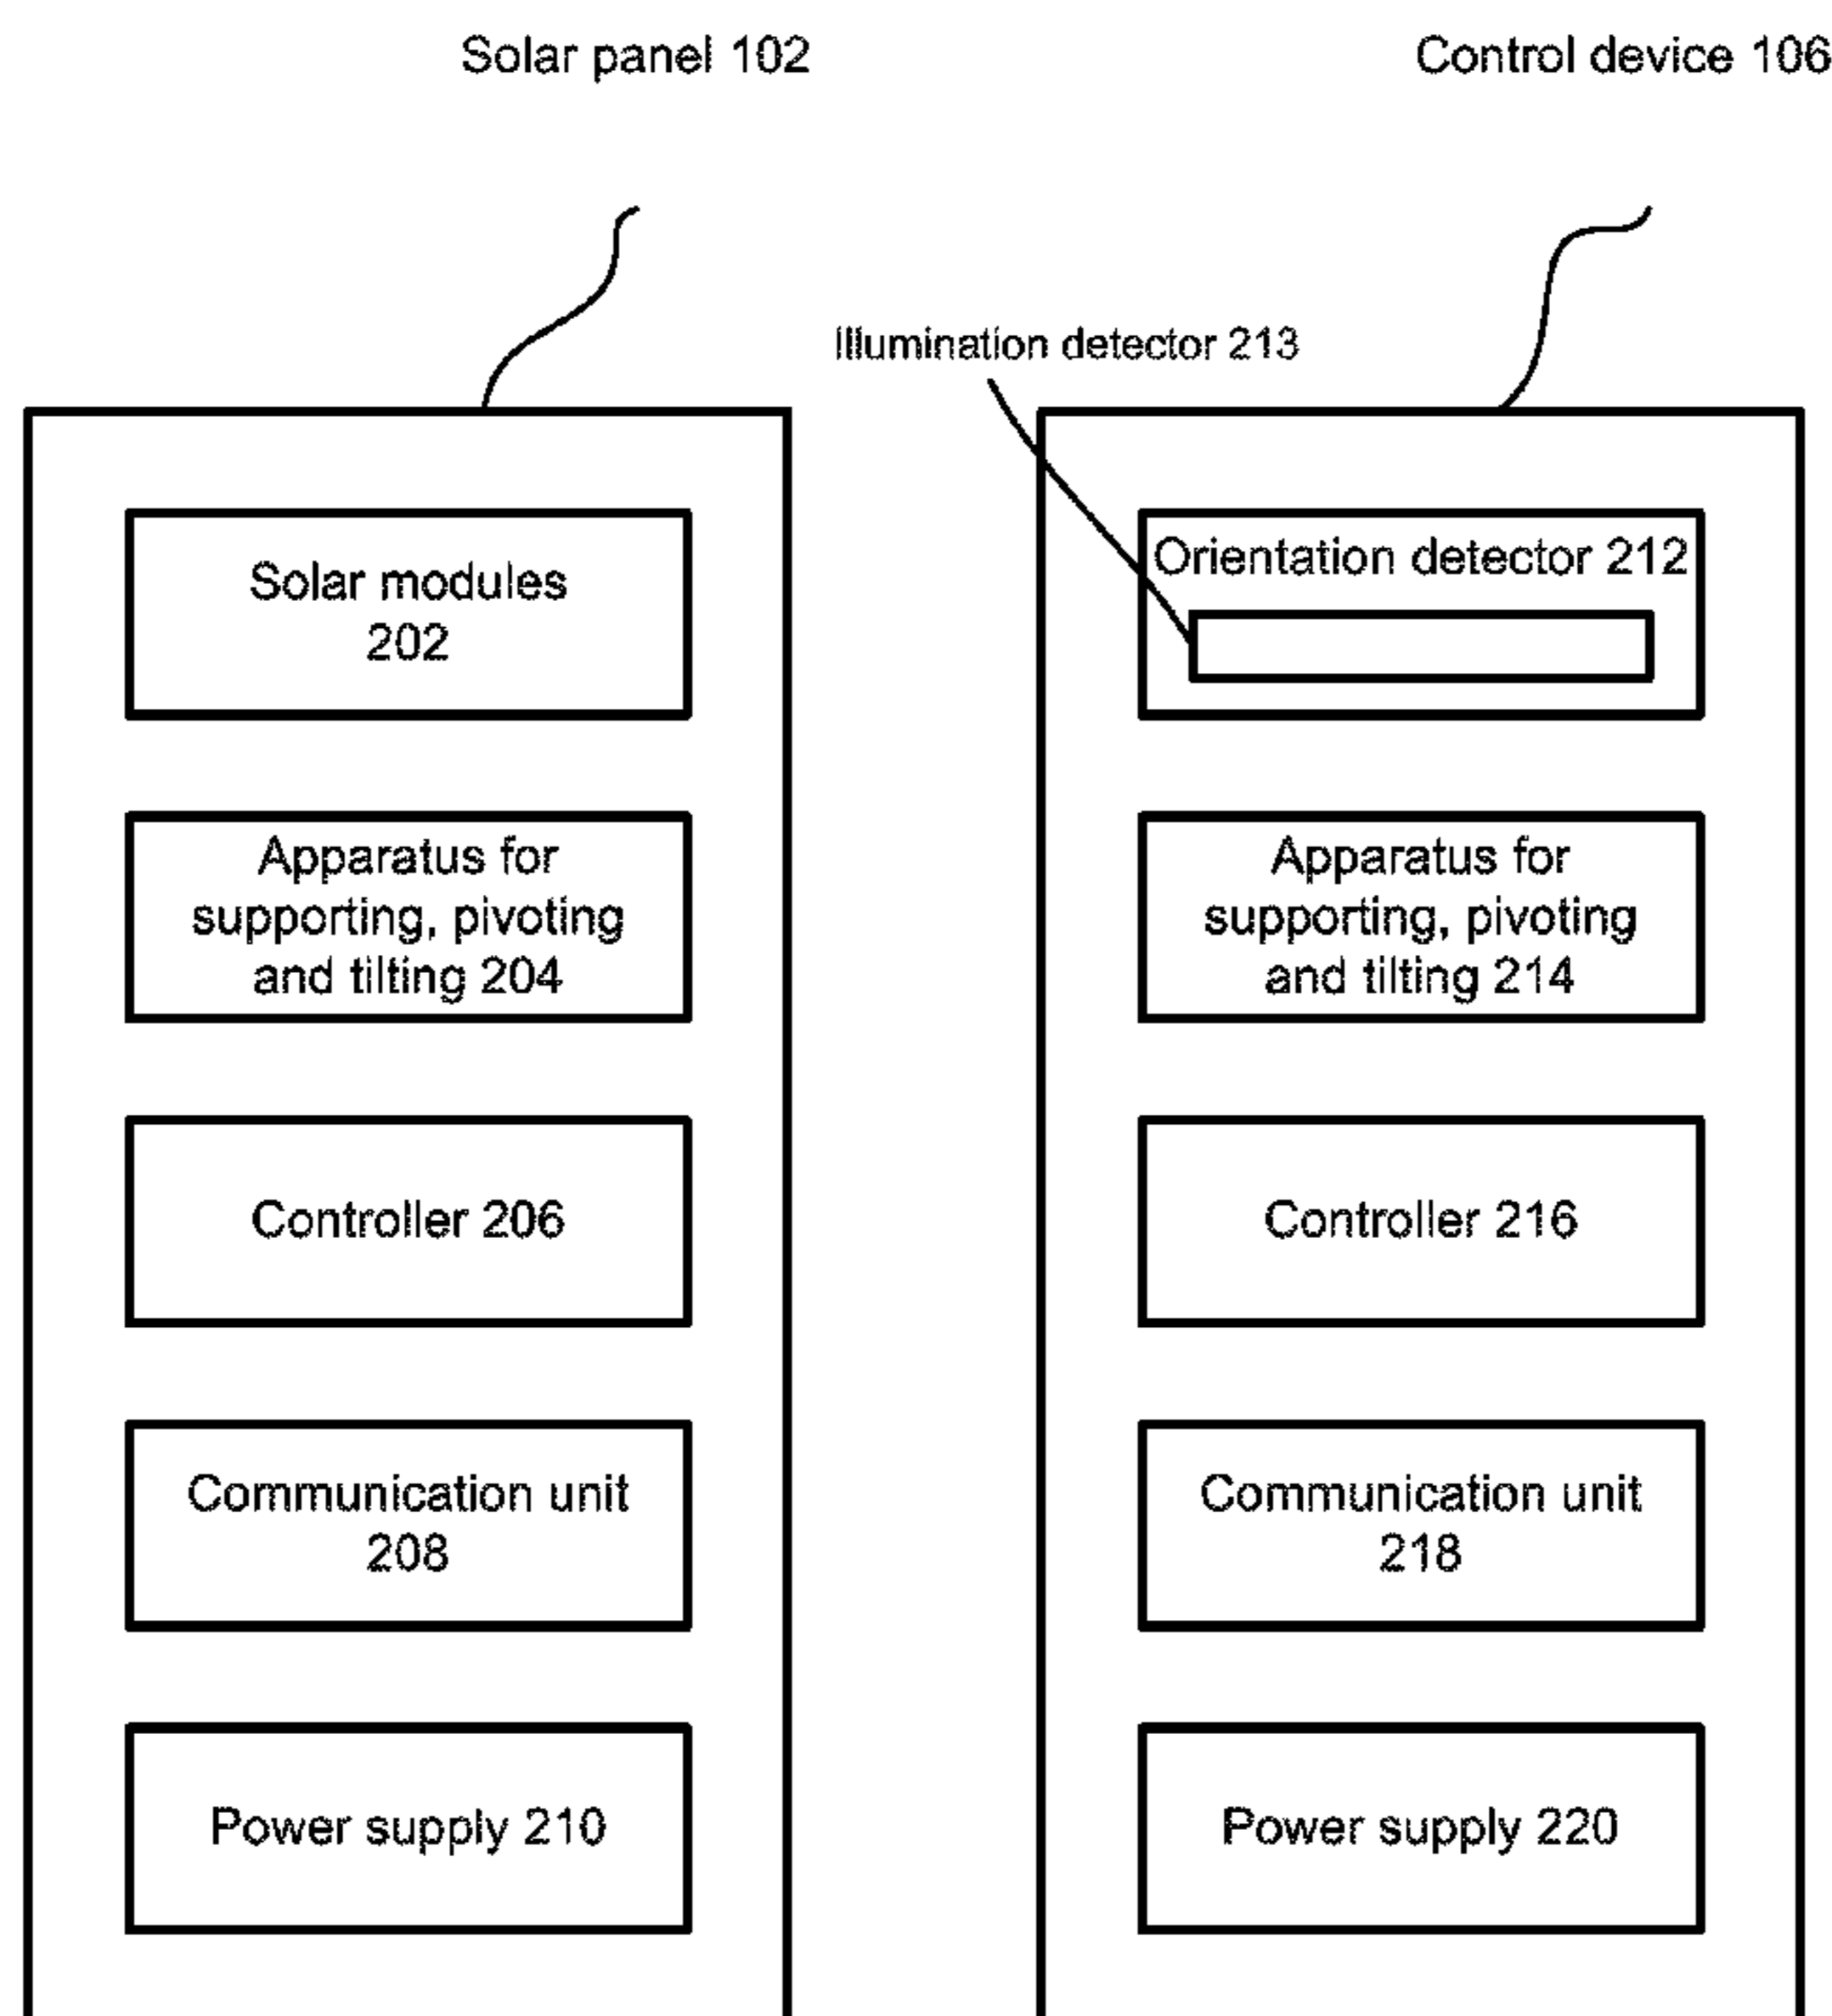 Solar panel 102
Control device 106
Illumination detector 213
Solar modules
202
Apparatus for
supporting, pivoting
and tilting 204
Controller 206
Communication unit
208
Power supply 210
Orientation detector 212
Apparatus for
supporting, pivoting
and tilting 214
Controller 216
Communication unit
218
Power supply 220